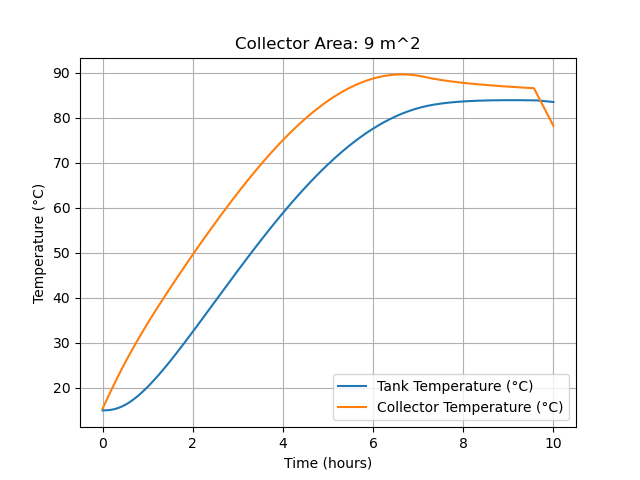 Collector Area: 9 m^2
Temperature (°C)
90
80
70
60
50
40
30
20
Tank Temperature (°C)
Collector Temperature (°C)
0 2 4 6 8 10
Time (hours)